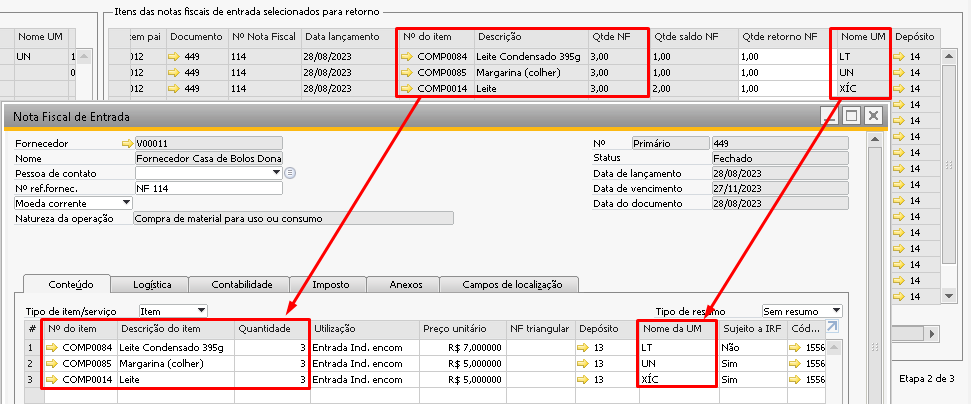 Itens das notas fiscais de entrada selecionados para retorno
Nome UM
UN 1
0
tem pai Documento Nº Nota Fiscal Data lançamento Nº do item Descrição Qtde NF Qtde saldo NF Qtde retorno NF Nome UM Depósito
012 449 114 28/08/2023 COMP0084 Leite Condensado 395g 3,00 1,00 1,00 LT 14
012 449 114 28/08/2023 COMP0085 Margarina (colher) 3,00 1,00 1,00 UN 14
012 449 114 28/08/2023 COMP0014 Leite 3,00 2,00 1,00 XÍC 14
14
14
14
14
14
14
14
14
14
14
14
14
14
Nota Fiscal de Entrada
Fornecedor V00011
Nome Fornecedor Casa de Bolos Dona
Pessoa de contato
Nº ref.fornec. NF 114
Moeda corrente
Natureza da operação Compra de material para uso ou consumo
Nº Primário 449
Status Fechado
Data de lançamento 28/08/2023
Data de vencimento 27/11/2023
Data do documento 28/08/2023
Conteúdo Logística Contabilidade Imposto Anexos Campos de localização
Tipo de item/serviço Item Tipo de resumo Sem resumo
# Nº do item Descrição do item Quantidade Utilização Preço unitário NF triangular Depósito Nome da UM Sujeito a IRF Cód...
1 COMP0084 Leite Condensado 395g 3 Entrada Ind. encom R$ 7,000000 13 LT Não 1556
2 COMP0085 Margarina (colher) 3 Entrada Ind. encom R$ 5,000000 13 UN Sim 1556
3 COMP0014 Leite 3 Entrada Ind. encom R$ 5,000000 13 XÍC Sim 1556
Etapa 2 de 3